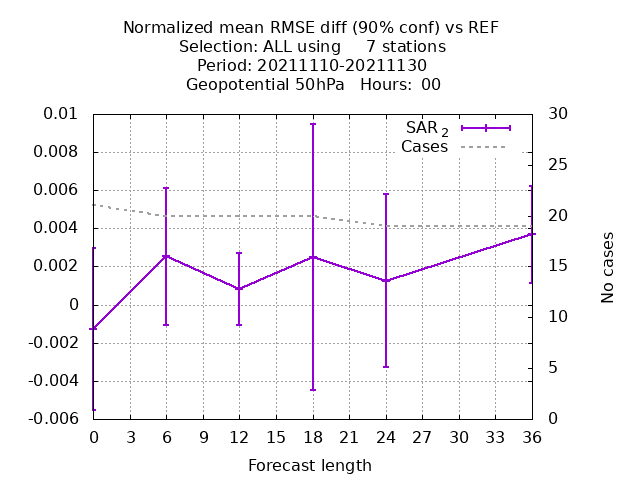 Normalized mean RMSE diff (90% conf) vs REF
Selection: ALL using     7 stations
Period: 20211110-20211130
Geopotential 50hPa   Hours:  00
0.01
0.008
0.006
0.004
0.002
0
-0.002
-0.004
-0.006
SAR 2
Cases
30
25
20
15
10
5
0
No cases
0 3 6 9 12 15 18 21 24 27 30 33 36
Forecast length